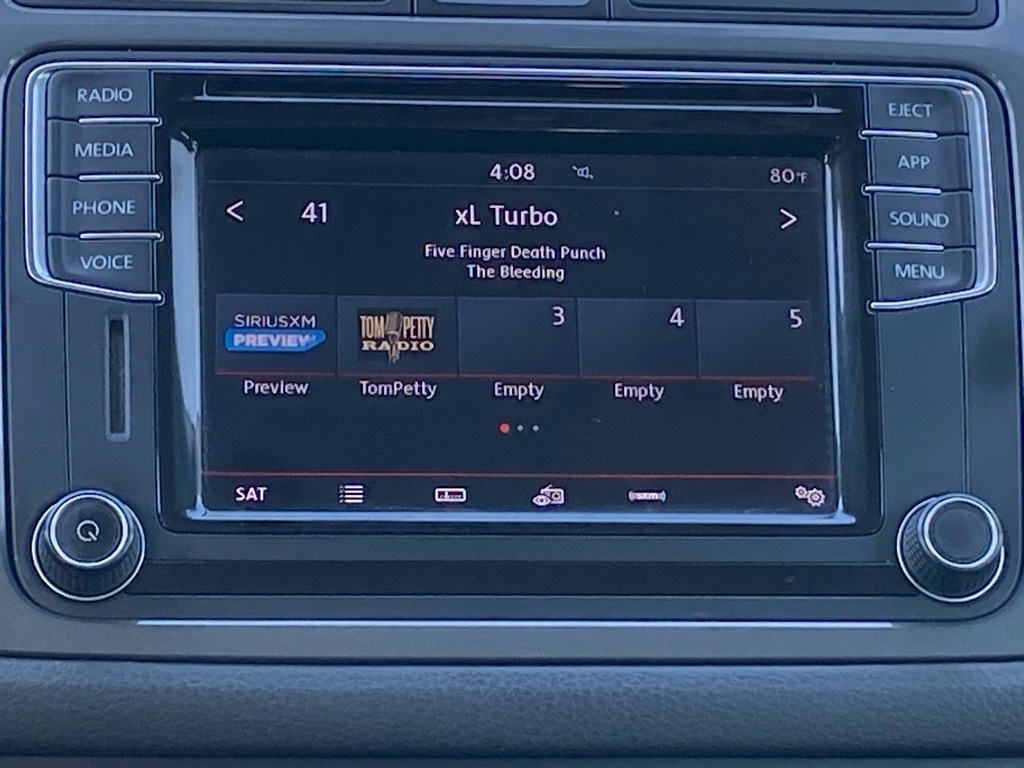 RADIO
MEDIA
PHONE
VOICE
EJECT
APP
SOUND
MENU
4:08
80°F
<
41
xL Turbo
>
Five Finger Death Punch
The Bleeding
SIRIUSXM
PREVIEW
TOM PETTY
RADIO
3
4
5
Preview
TomPetty
Empty
Empty
Empty
SAT
((SXM))